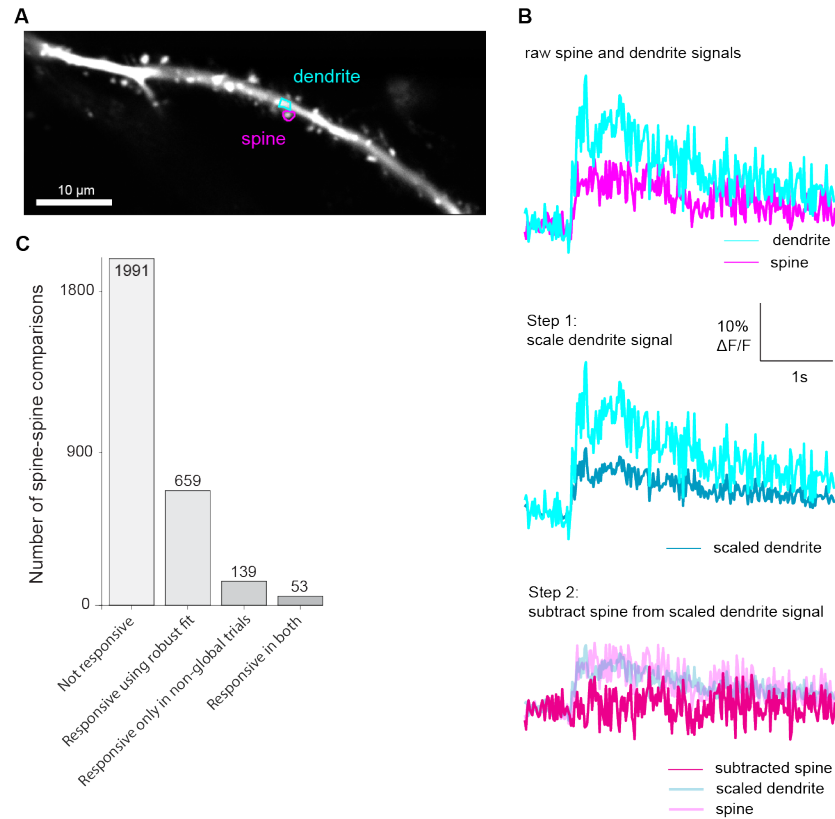 A
dendrite
spine
10 µm
B
raw spine and dendrite signals
dendrite
spine
Step 1:
scale dendrite signal
10%
ΔF/F
1s
scaled dendrite
Step 2:
subtract spine from scaled dendrite signal
subtracted spine
scaled dendrite
spine
C
Number of spine-spine comparisons
1800
900
0
1991
659
139
53
Not responsive
Responsive using robust fit
Responsive only in non-global trials
Responsive in both